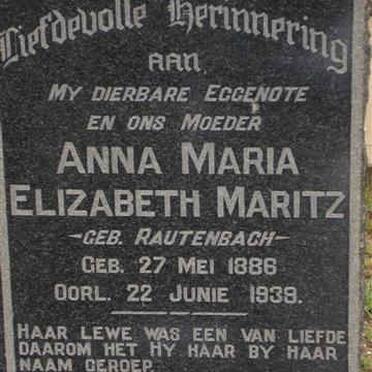 Liefdevolle Herinnering
AAN
MY DIERBARE EGGENOTE
EN ONS MOEDER
ANNA MARIA
ELIZABETH MARITZ
-GEB. RAUTENBACH-
GEB. 27 MEI 1886
OORL. 22 JUNIE 1939.
HAAR LEWE WAS EEN VAN LIEFDE
DAAROM HET HY HAAR BY HAAR
NAAM GEROEP